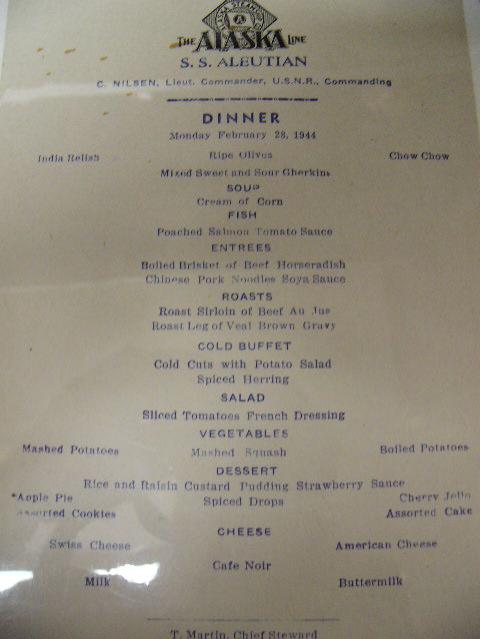 THE ALASKA LINE
S. S. ALEUTIAN
C. NILSEN, Lieut. Commander, U.S.N.R., Commanding
DINNER
Monday February 28, 1944
India Relish Ripe Olives Chow Chow
Mixed Sweet and Sour Gherkins
SOUP
Cream of Corn
FISH
Poached Salmon Tomato Sauce
ENTREES
Boiled Brisket of Beef Horseradish
Chinese Pork Noodles Soya Sauce
ROASTS
Roast Sirloin of Beef Au Jus
Roast Leg of Veal Brown Gravy
COLD BUFFET
Cold Cuts with Potato Salad
Spiced Herring
SALAD
Sliced Tomatoes French Dressing
VEGETABLES
Mashed Potatoes Mashed Squash Boiled Potatoes
DESSERT
Rice and Raisin Custard Pudding Strawberry Sauce
Apple Pie Spiced Drops Cherry Jello
Assorted Cookies Assorted Cake
CHEESE
Swiss Cheese American Cheese
Cafe Noir
Milk Buttermilk
T. Martin, Chief Steward